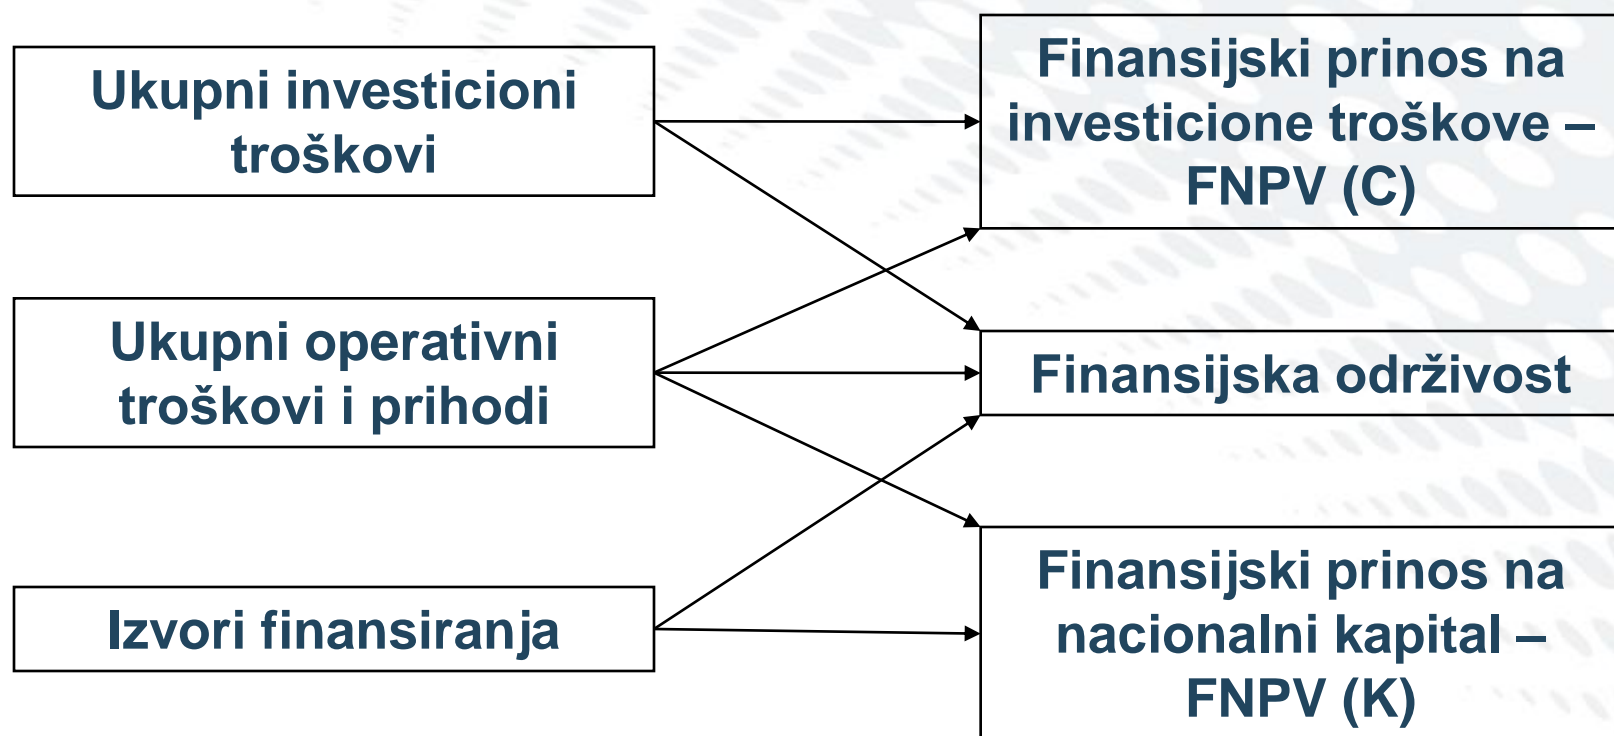 Ukupni investicioni
troškovi
Ukupni operativni
troškovi i prihodi
Izvori finansiranja
Finansijski prinos na
investicione troškove –
FNPV (C)
Finansijska održivost
Finansijski prinos na
nacionalni kapital –
FNPV (K)